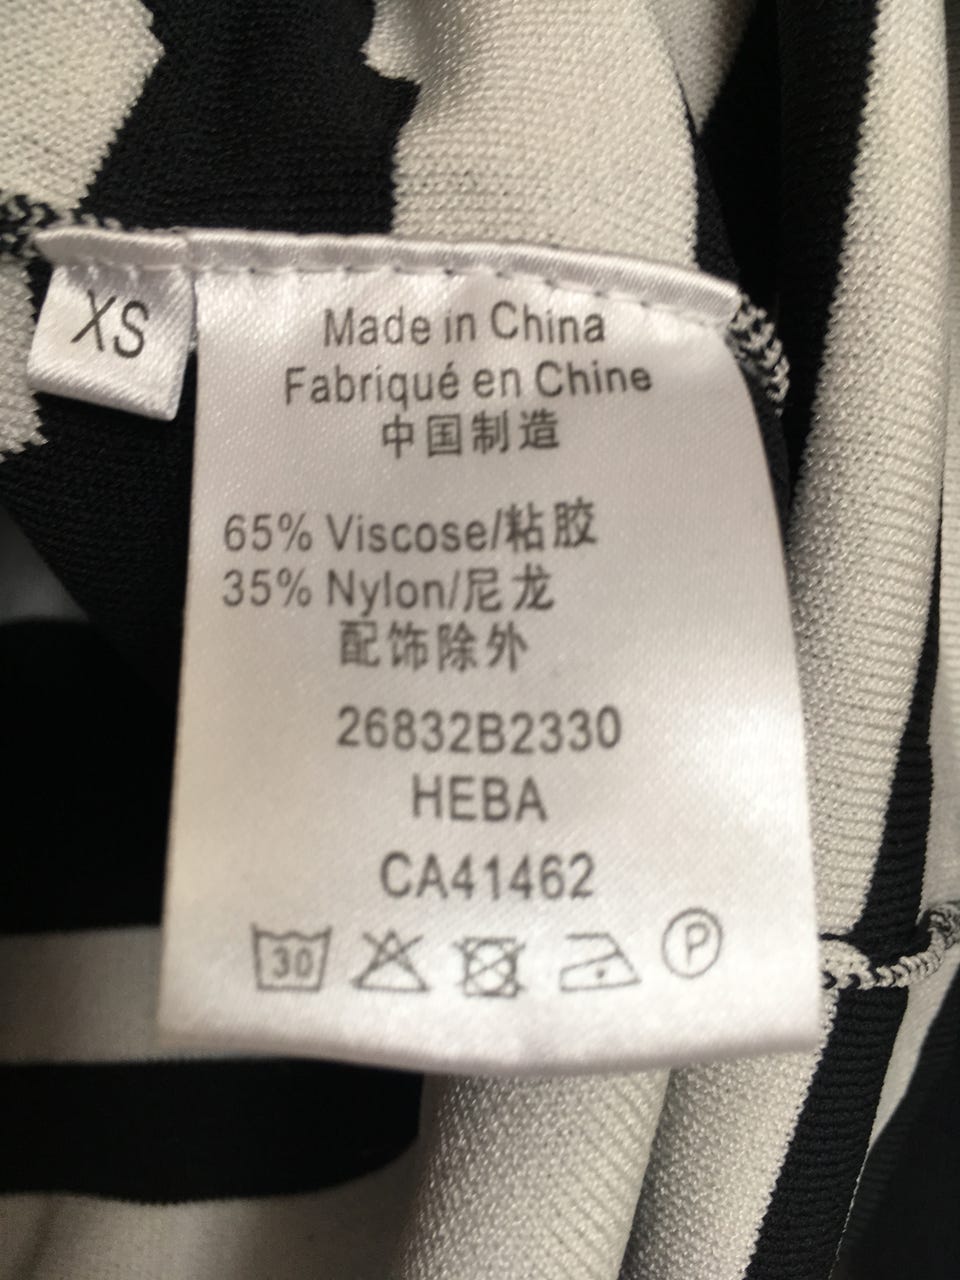 XS
Made in China
Fabriqué en Chine
中国制造
65% Viscose/粘胶
35% Nylon/尼龙
配饰除外
26832B2330
HEBA
CA41462
30
P